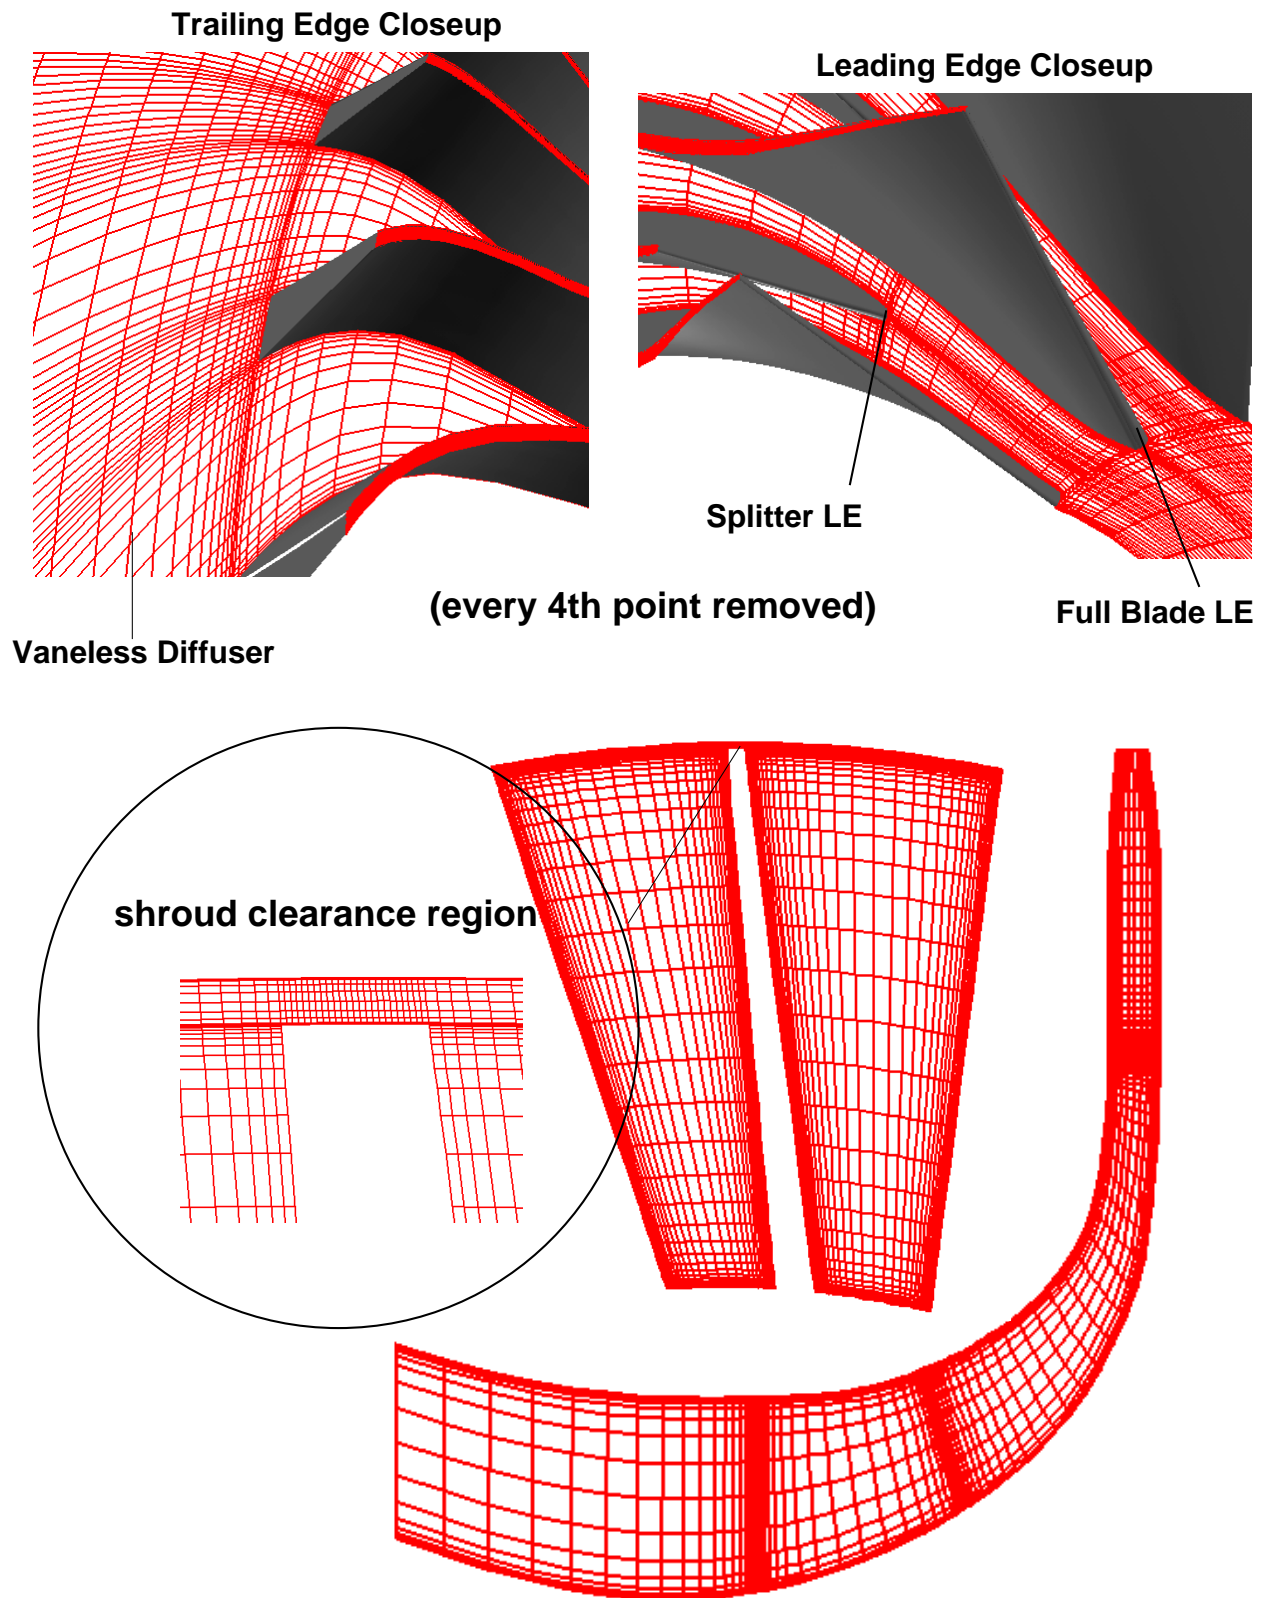 Trailing Edge Closeup
Leading Edge Closeup
Splitter LE
(every 4th point removed)
Full Blade LE
Vaneless Diffuser
shroud clearance region